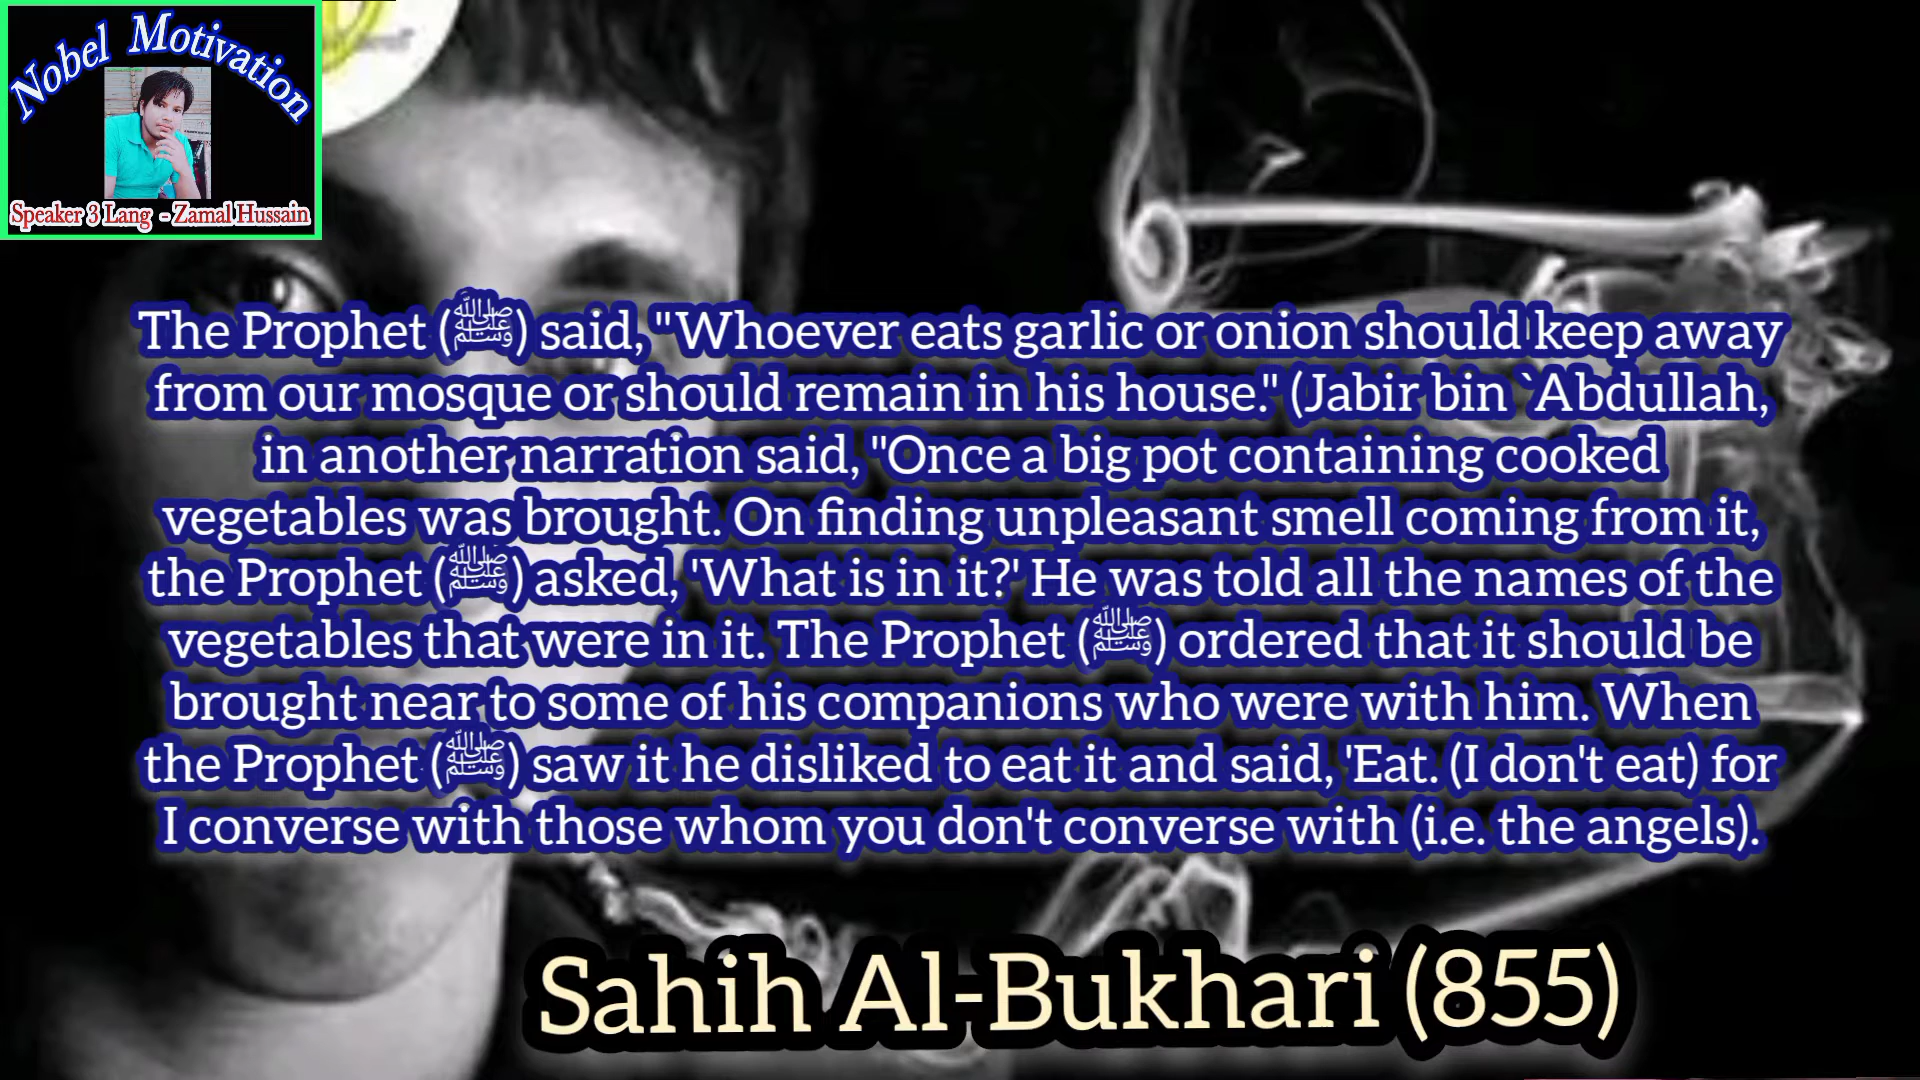 Nobel Motivation
Speaker 3 Lang - Zamal Hussain
The Prophet (ﷺ) said, "Whoever eats garlic or onion should keep away
from our mosque or should remain in his house." (Jabir bin `Abdullah,
in another narration said, "Once a big pot containing cooked
vegetables was brought. On finding unpleasant smell coming from it,
the Prophet (ﷺ) asked, 'What is in it?' He was told all the names of the
vegetables that were in it. The Prophet (ﷺ) ordered that it should be
brought near to some of his companions who were with him. When
the Prophet (ﷺ) saw it he disliked to eat it and said, 'Eat. (I don't eat) for
I converse with those whom you don't converse with (i.e. the angels).
Sahih Al-Bukhari (855)